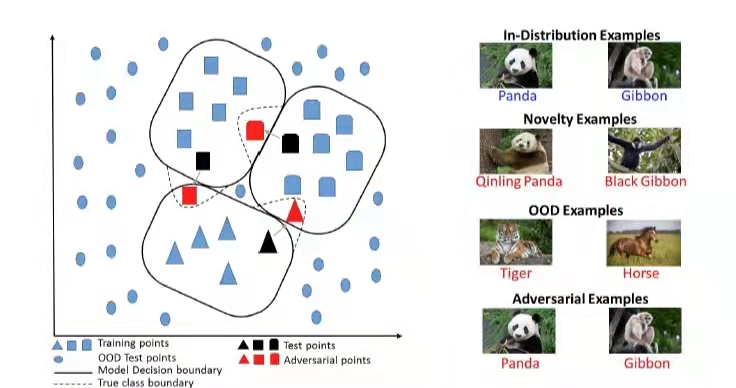 In-Distribution Examples
Panda Gibbon
Novelty Examples
Qinling Panda Black Gibbon
OOD Examples
Tiger Horse
Adversarial Examples
Panda Gibbon
Training points Test points
OOD Test points Adversarial points
Model Decision boundary
True class boundary